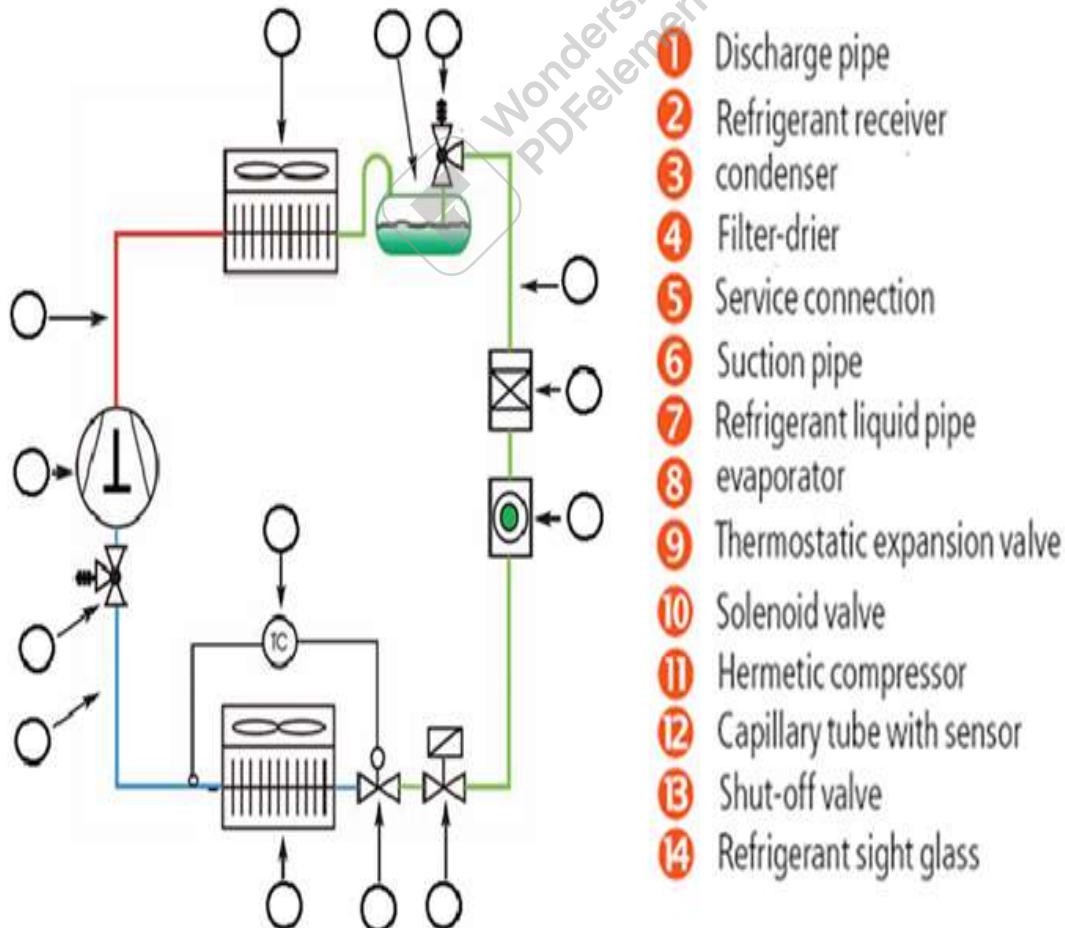 Wondersh
PDFelemen
1 Discharge pipe
2 Refrigerant receiver
3 condenser
4 Filter-drier
5 Service connection
6 Suction pipe
7 Refrigerant liquid pipe
8 evaporator
9 Thermostatic expansion valve
10 Solenoid valve
11 Hermetic compressor
12 Capillary tube with sensor
13 Shut-off valve
14 Refrigerant sight glass
TC